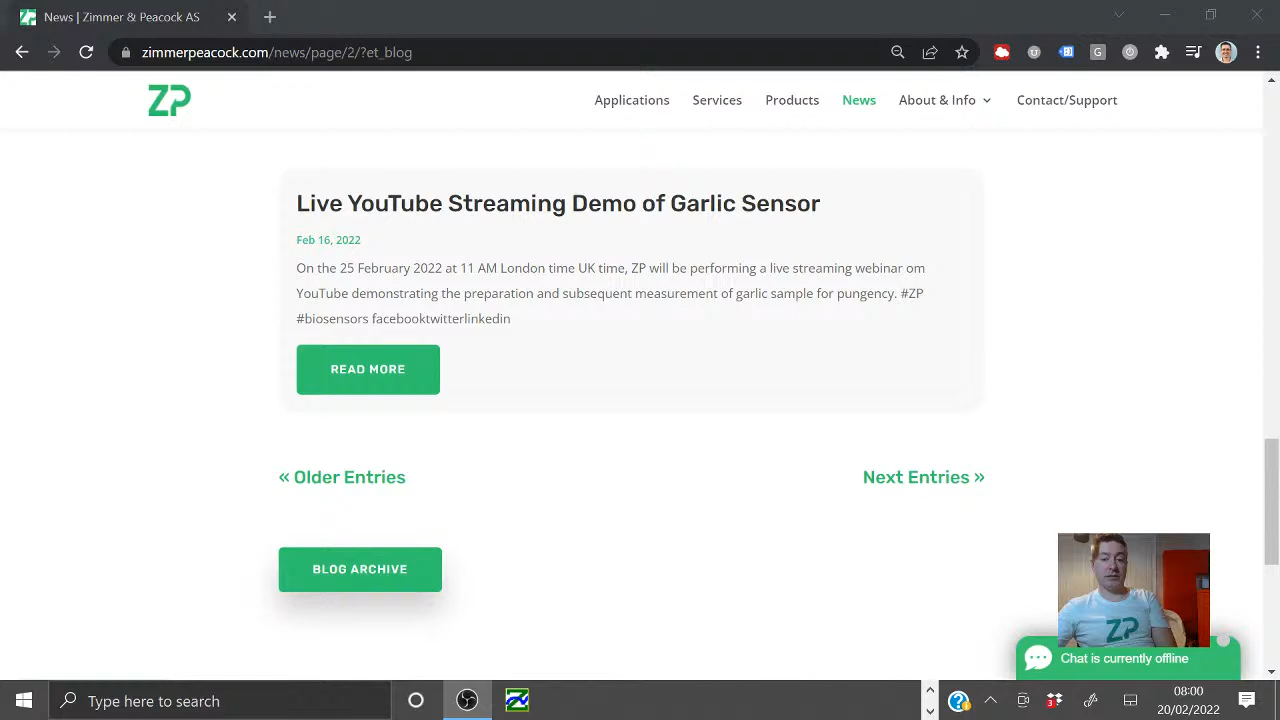 News | Zimmer & Peacock AS
zimmerpeacock.com/news/page/2/?et_blog
ZP
Applications
Services
Products
News
About & Info
Contact/Support
Live YouTube Streaming Demo of Garlic Sensor
Feb 16, 2022
On the 25 February 2022 at 11 AM London time UK time, ZP will be performing a live streaming webinar om
YouTube demonstrating the preparation and subsequent measurement of garlic sample for pungency. #ZP
#biosensors facebooktwitterlinkedin
READ MORE
« Older Entries
Next Entries »
BLOG ARCHIVE
ZP
Chat is currently offline
Type here to search
3
08:00
20/02/2022